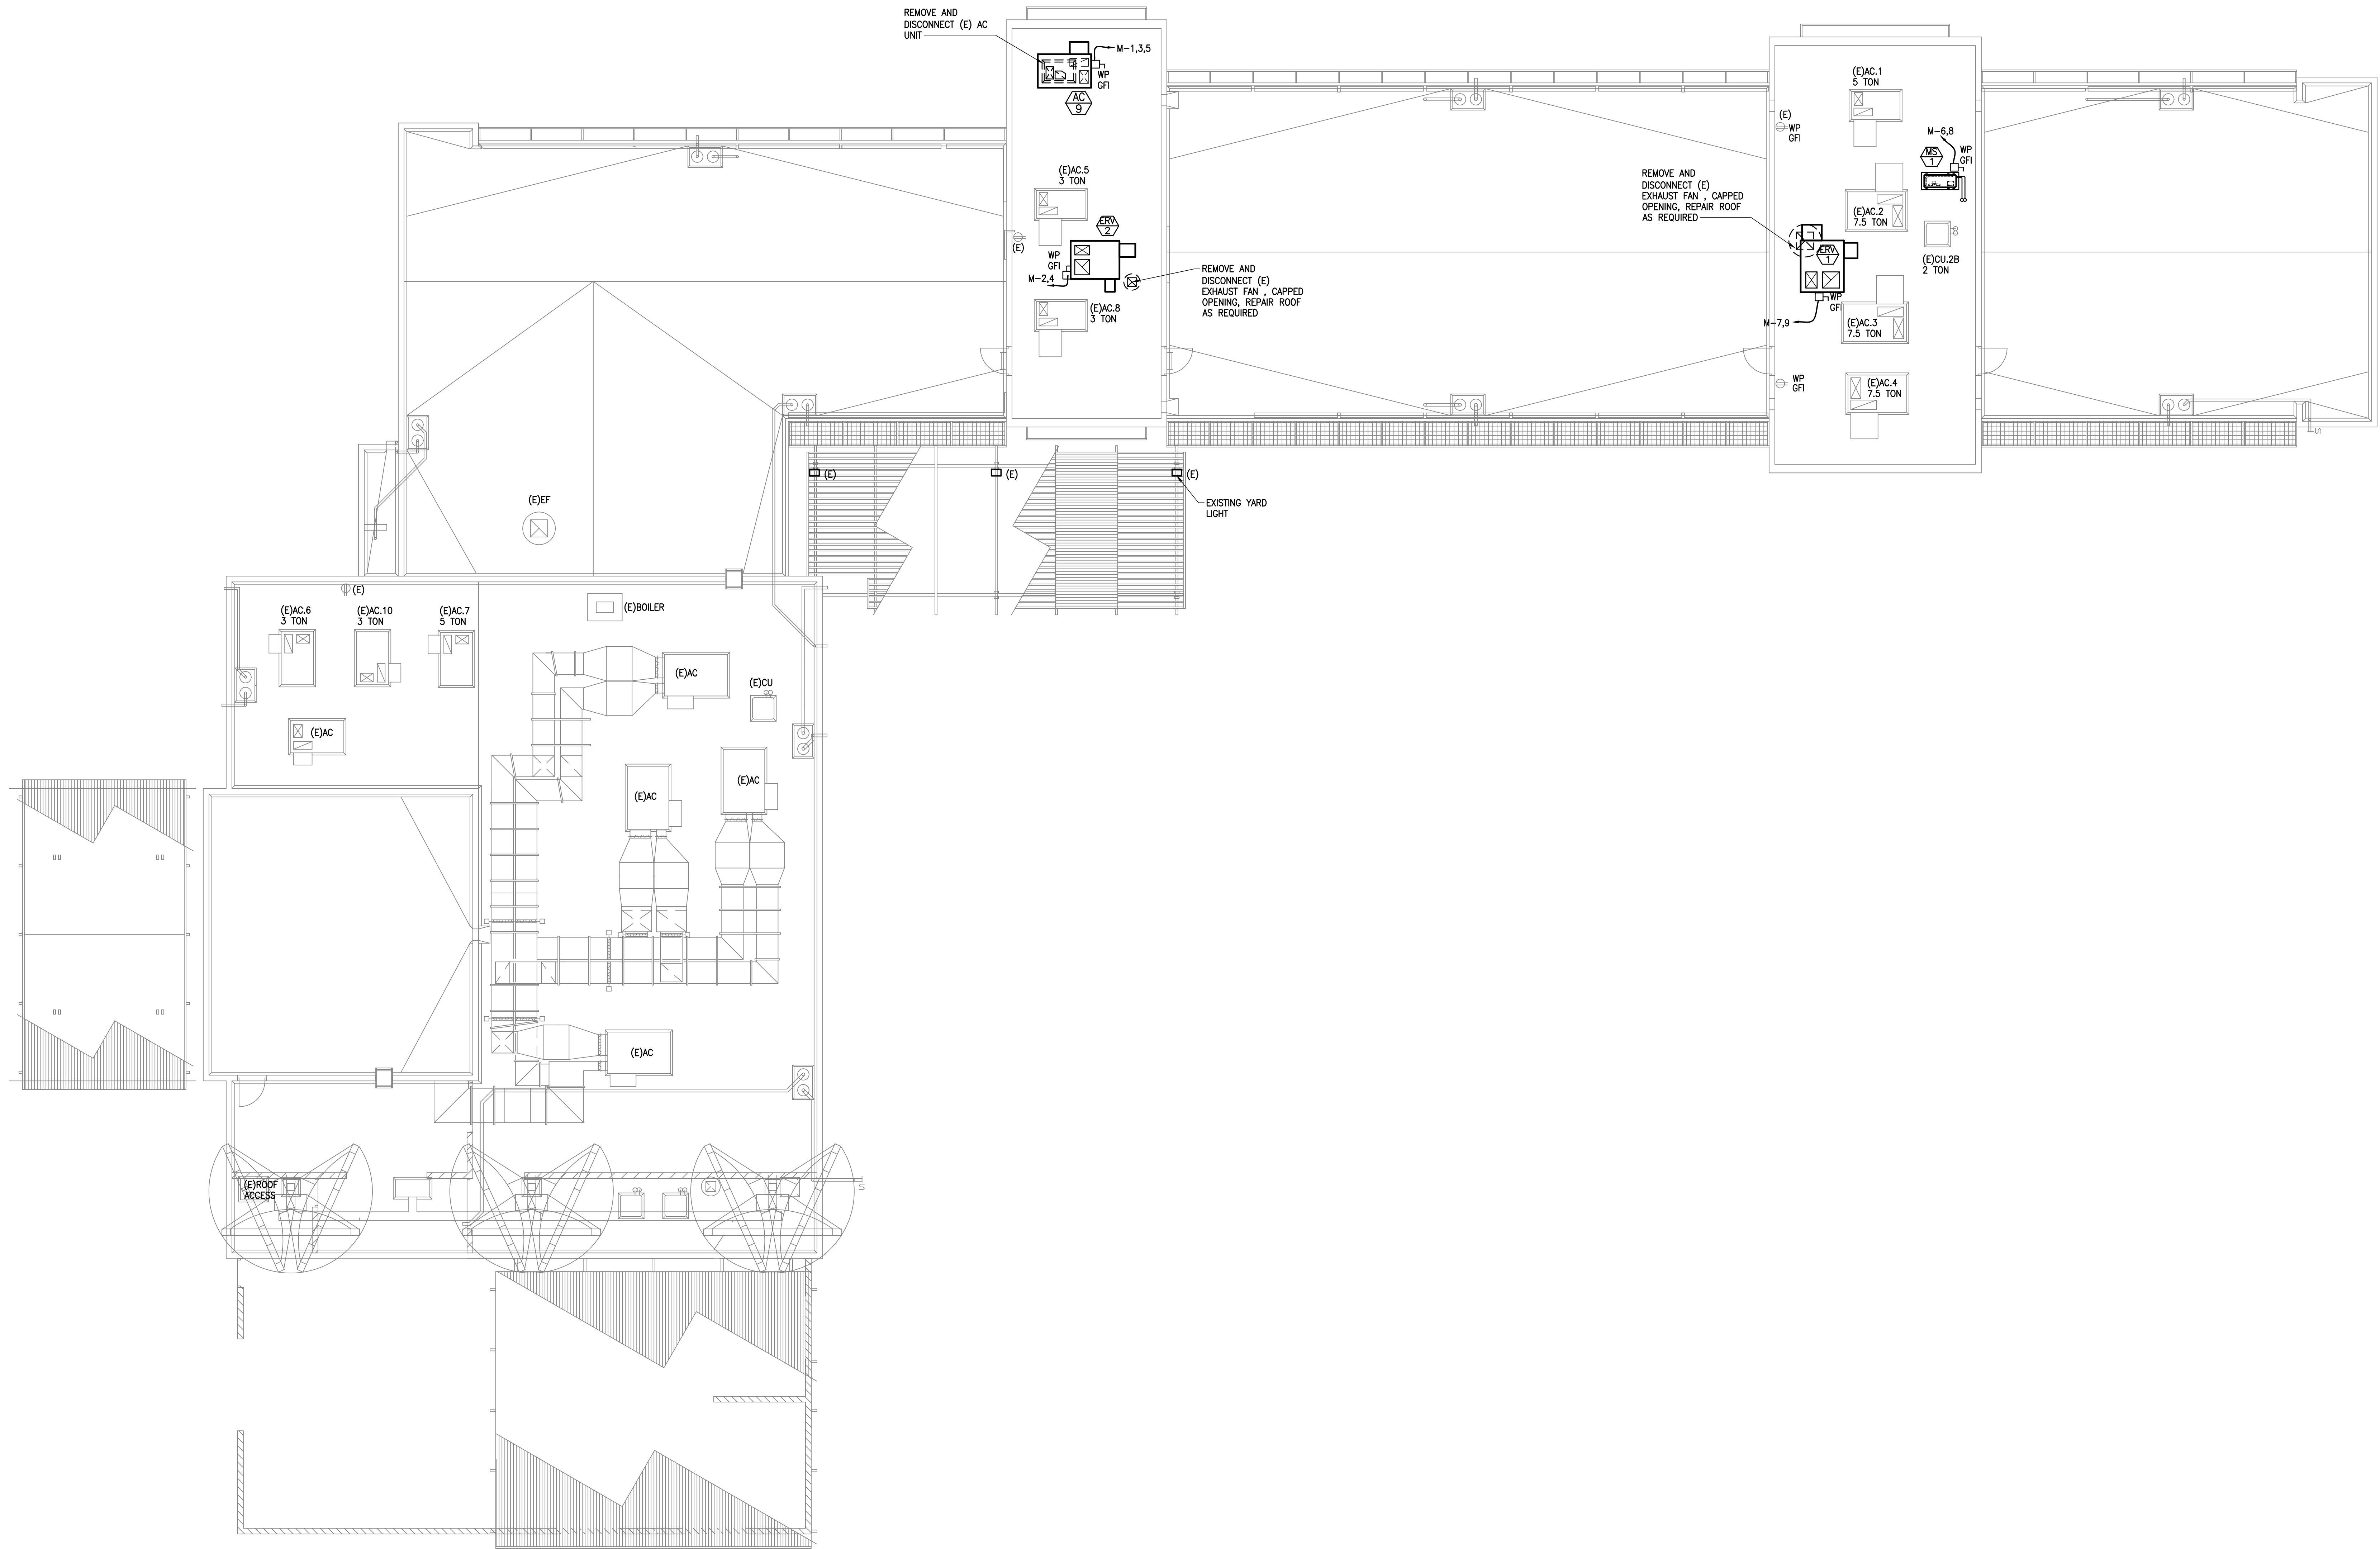 REMOVE AND
DISCONNECT (E) AC
UNIT
M-1,3,5
WP
GFI
AC
9
(E)AC.5
3 TON
ERV
2
(E)
WP
GFI
M-2,4
REMOVE AND
DISCONNECT (E)
EXHAUST FAN , CAPPED
OPENING, REPAIR ROOF
AS REQUIRED
(E)AC.8
3 TON
(E)AC.1
5 TON
(E)
WP
GFI
M-6,8
MS
1
WP
GFI
REMOVE AND
DISCONNECT (E)
EXHAUST FAN , CAPPED
OPENING, REPAIR ROOF
AS REQUIRED
(E)AC.2
7.5 TON
ERV
1
(E)CU.2B
2 TON
WP
GFI
M-7,9
(E)AC.3
7.5 TON
WP
GFI
(E)AC.4
7.5 TON
S
(E)
(E)
(E)
EXISTING YARD
LIGHT
(E)EF
(E)
(E)AC.6
3 TON
(E)AC.10
3 TON
(E)AC.7
5 TON
(E)BOILER
(E)AC
(E)CU
(E)AC
(E)AC
(E)AC
(E)AC
(E)ROOF
ACCESS
S